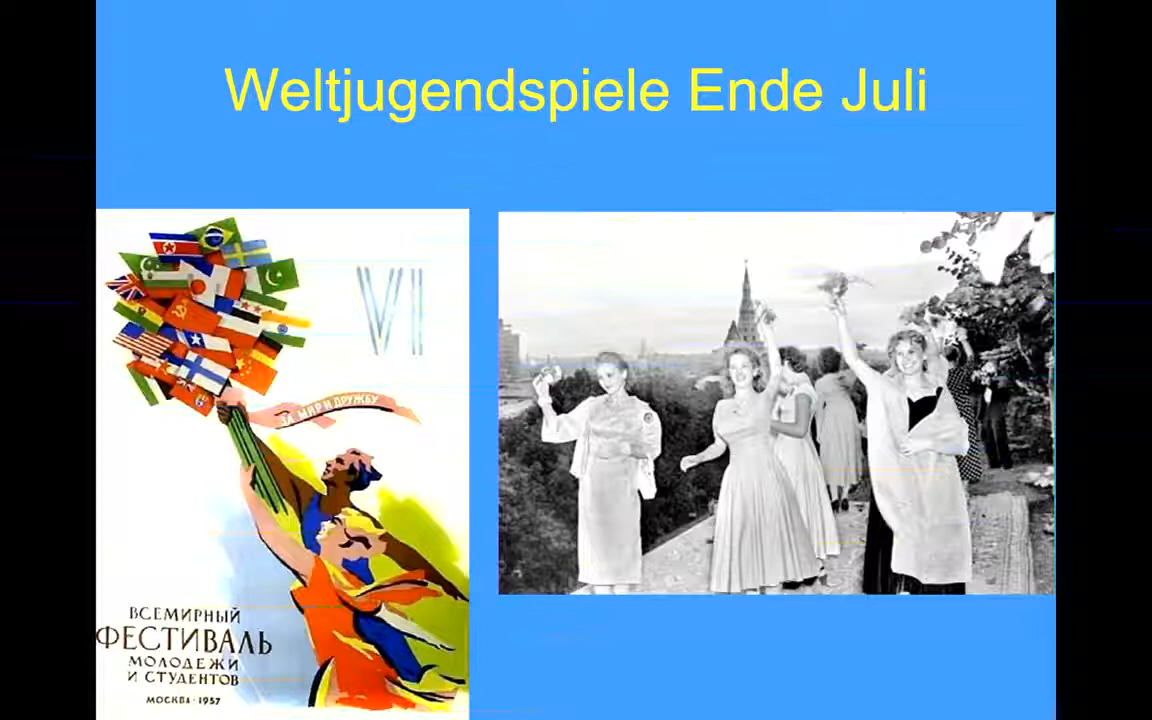 Weltjugendspiele Ende Juli
VI
ЗА МИР И ДРУЖБУ
ВСЕМИРНЫЙ
ФЕСТИВАЛЬ
МОЛОДЕЖИ
И СТУДЕНТОВ
МОСКВА · 1957